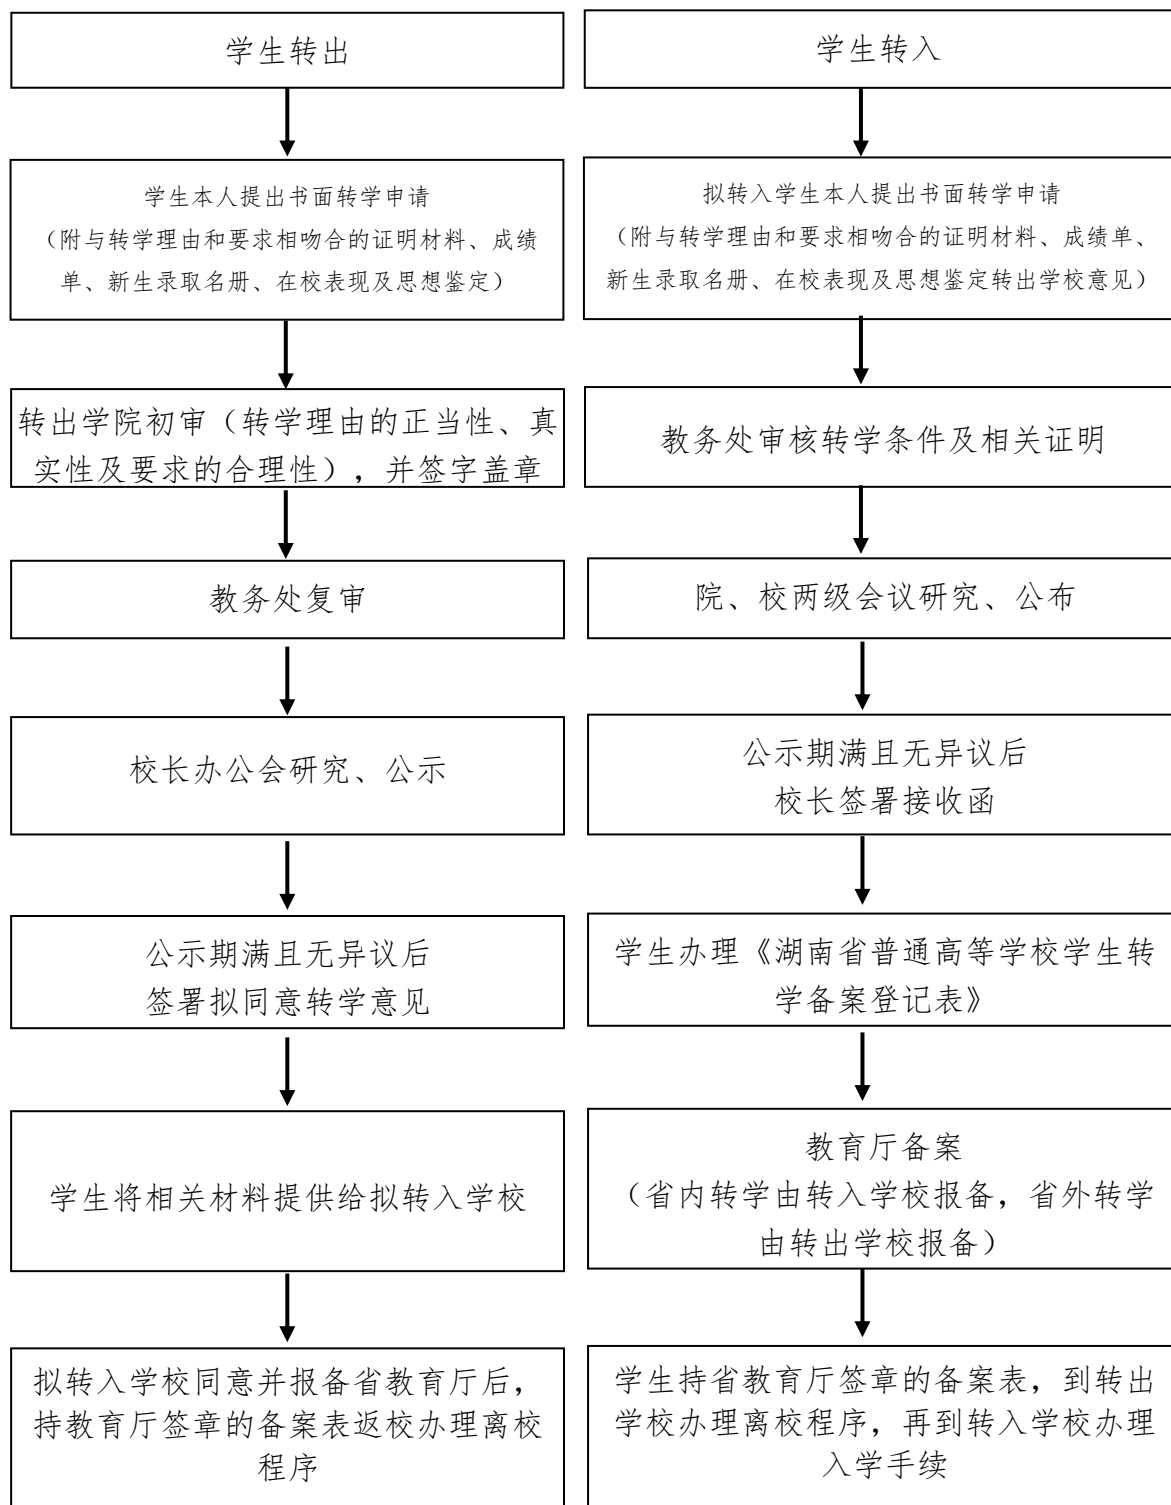 学生转出
学生本人提出书面转学申请
（附与转学理由和要求相吻合的证明材料、成绩
单、新生录取名册、在校表现及思想鉴定）
转出学院初审（转学理由的正当性、真
实性及要求的合理性），并签字盖章
教务处复审
校长办公会研究、公示
公示期满且无异议后
签署拟同意转学意见
学生将相关材料提供给拟转入学校
拟转入学校同意并报备省教育厅后，
持教育厅签章的备案表返校办理离校
程序
学生转入
拟转入学生本人提出书面转学申请
（附与转学理由和要求相吻合的证明材料、成绩单、
新生录取名册、在校表现及思想鉴定转出学校意见）
教务处审核转学条件及相关证明
院、校两级会议研究、公布
公示期满且无异议后
校长签署接收函
学生办理《湖南省普通高等学校学生转
学备案登记表》
教育厅备案
（省内转学由转入学校报备，省外转学
由转出学校报备）
学生持省教育厅签章的备案表，到转出
学校办理离校程序，再到转入学校办理
入学手续